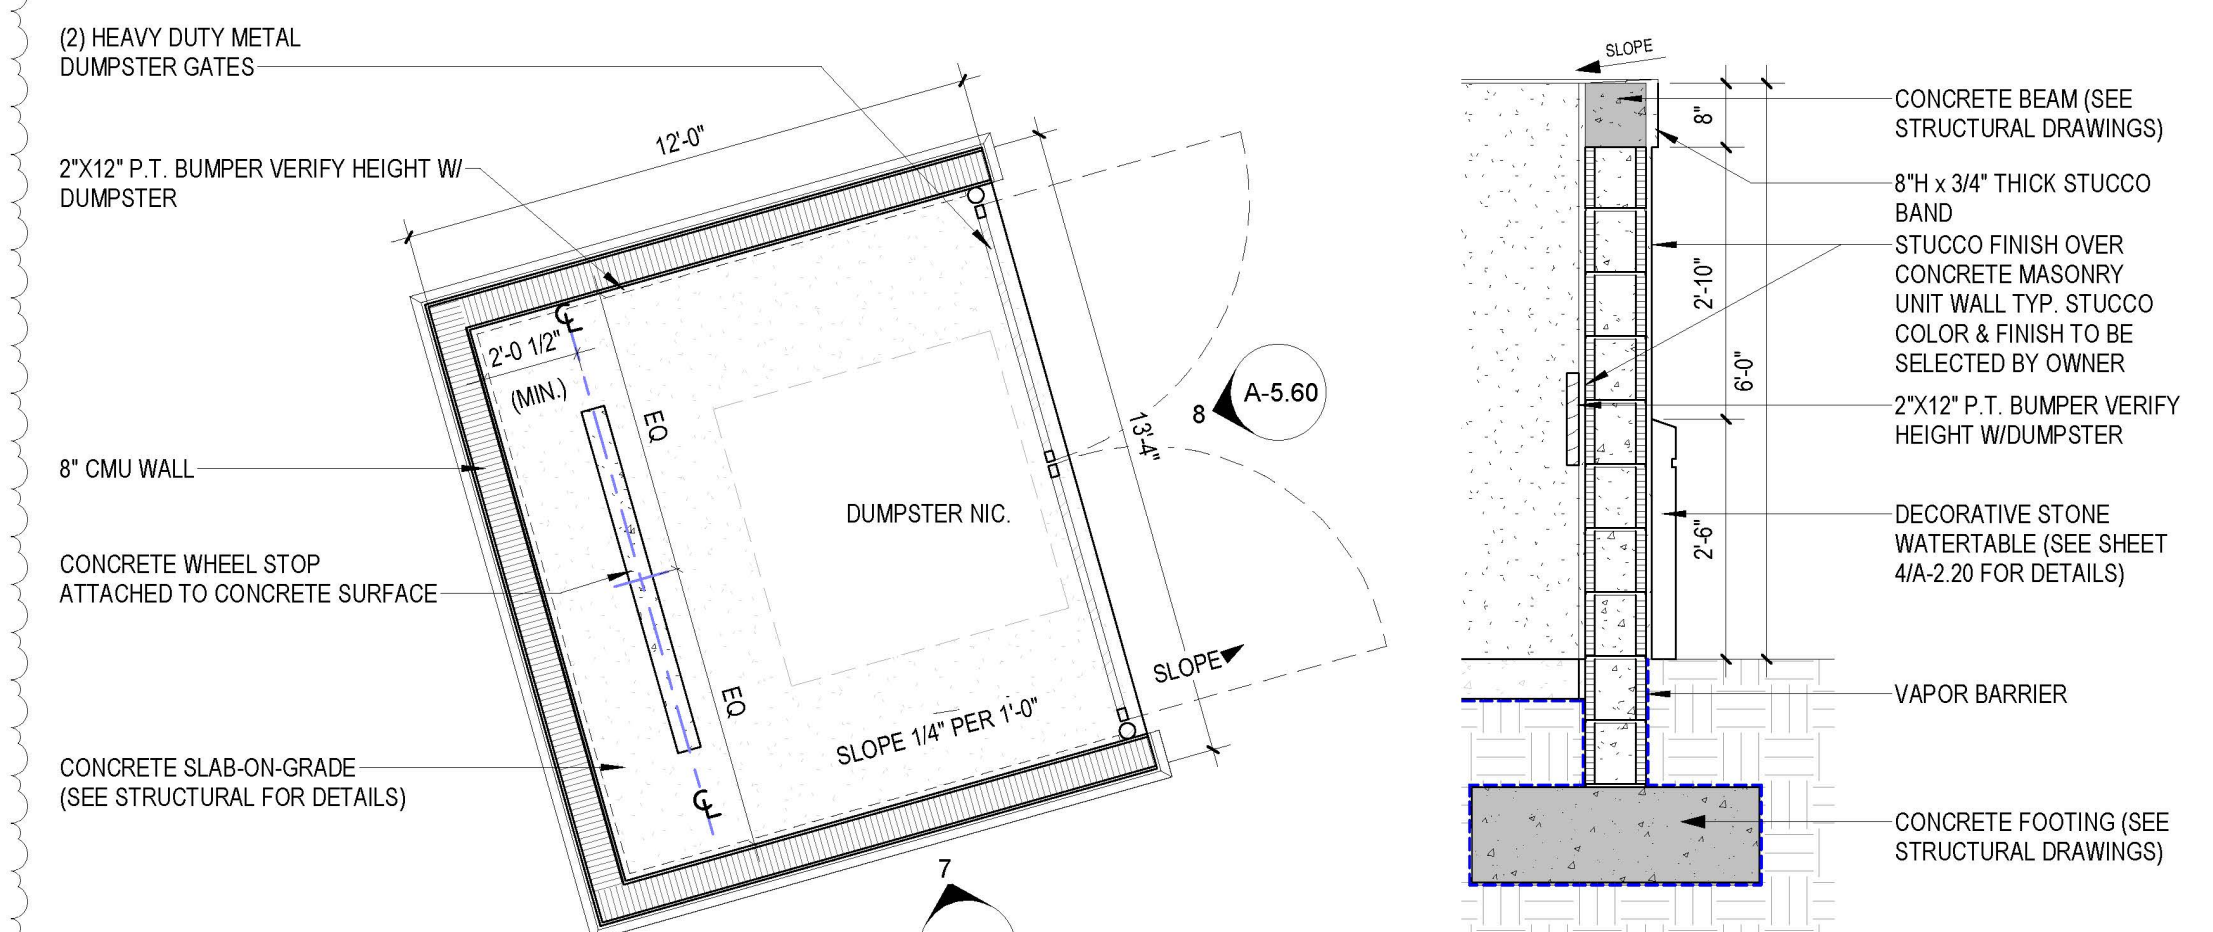 (2) HEAVY DUTY METAL
DUMPSTER GATES
2"X12" P.T. BUMPER VERIFY HEIGHT W/
DUMPSTER
8" CMU WALL
CONCRETE WHEEL STOP
ATTACHED TO CONCRETE SURFACE
CONCRETE SLAB-ON-GRADE
(SEE STRUCTURAL FOR DETAILS)
12'-0"
℄
2'-0 1/2"
(MIN.)
EQ
EQ
℄
DUMPSTER NIC.
13'-4"
SLOPE
SLOPE 1/4" PER 1'-0"
8
A-5.60
7
SLOPE
8"
2'-10"
6'-0"
2'-6"
CONCRETE BEAM (SEE
STRUCTURAL DRAWINGS)
8"H x 3/4" THICK STUCCO
BAND
STUCCO FINISH OVER
CONCRETE MASONRY
UNIT WALL TYP. STUCCO
COLOR & FINISH TO BE
SELECTED BY OWNER
2"X12" P.T. BUMPER VERIFY
HEIGHT W/DUMPSTER
DECORATIVE STONE
WATERTABLE (SEE SHEET
4/A-2.20 FOR DETAILS)
VAPOR BARRIER
CONCRETE FOOTING (SEE
STRUCTURAL DRAWINGS)